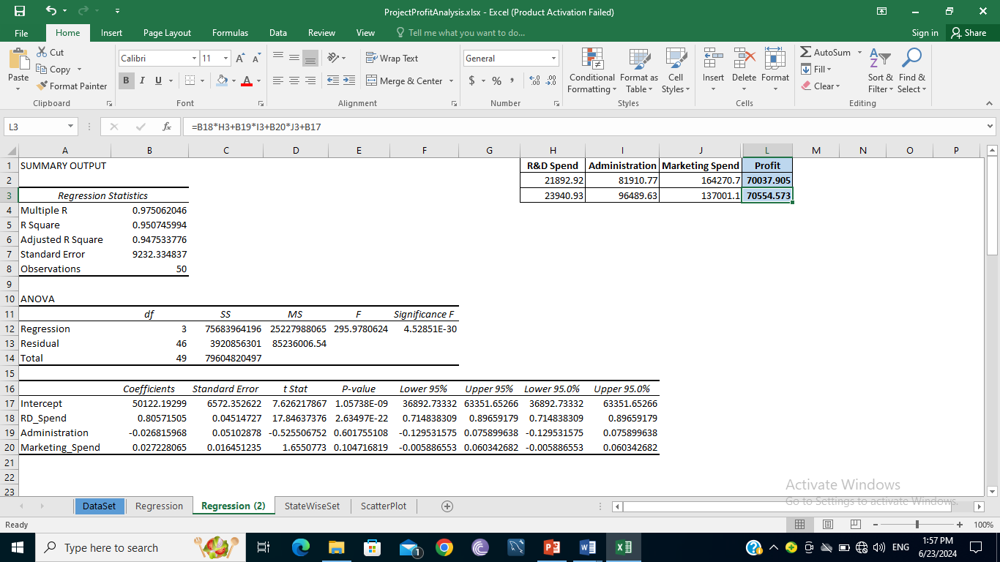 ProjectProfitAnalysis.xlsx - Excel (Product Activation Failed)
File Home Insert Page Layout Formulas Data Review View Tell me what you want to do... Sign in Share
Paste Cut Copy Format Painter Clipboard
Calibri 11 B I U A A A Font
Wrap Text Merge & Center Alignment
General $ % , .00 .0 Number
Conditional Formatting Format as Table Cell Styles Styles
Insert Delete Format Cells
AutoSum Fill Clear Sort & Filter Find & Select Editing
L3 fx =B18*H3+B19*I3+B20*J3+B17
A B C D E F G H I J K L M N O P
1 SUMMARY OUTPUT R&D Spend Administration Marketing Spend Profit
2 21892.92 81910.77 164270.7 70037.905
3 Regression Statistics 23940.93 96489.63 137001.1 70554.573
4 Multiple R 0.975062046
5 R Square 0.950745994
6 Adjusted R Square 0.947533776
7 Standard Error 9232.334837
8 Observations 50
9
10 ANOVA
11 df SS MS F Significance F
12 Regression 3 75683964196 25227988065 295.9780624 4.52851E-30
13 Residual 46 3920856301 85236006.54
14 Total 49 79604820497
15
16 Coefficients Standard Error t Stat P-value Lower 95% Upper 95% Lower 95.0% Upper 95.0%
17 Intercept 50122.19299 6572.352622 7.626217867 1.05738E-09 36892.73332 63351.65266 36892.73332 63351.65266
18 RD_Spend 0.80571505 0.04514727 17.84637376 2.63497E-22 0.714838309 0.89659179 0.714838309 0.89659179
19 Administration -0.026815968 0.05102878 -0.525506752 0.601755108 -0.129531575 0.075899638 -0.129531575 0.075899638
20 Marketing_Spend 0.027228065 0.016451235 1.6550773 0.104716819 -0.005886553 0.060342682 -0.005886553 0.060342682
21
22
23
Activate Windows
Go to Settings to activate Windows.
DataSet Regression Regression (2) StateWiseSet ScatterPlot
Ready 100%
Type here to search 1 ENG 1:57 PM
6/23/2024